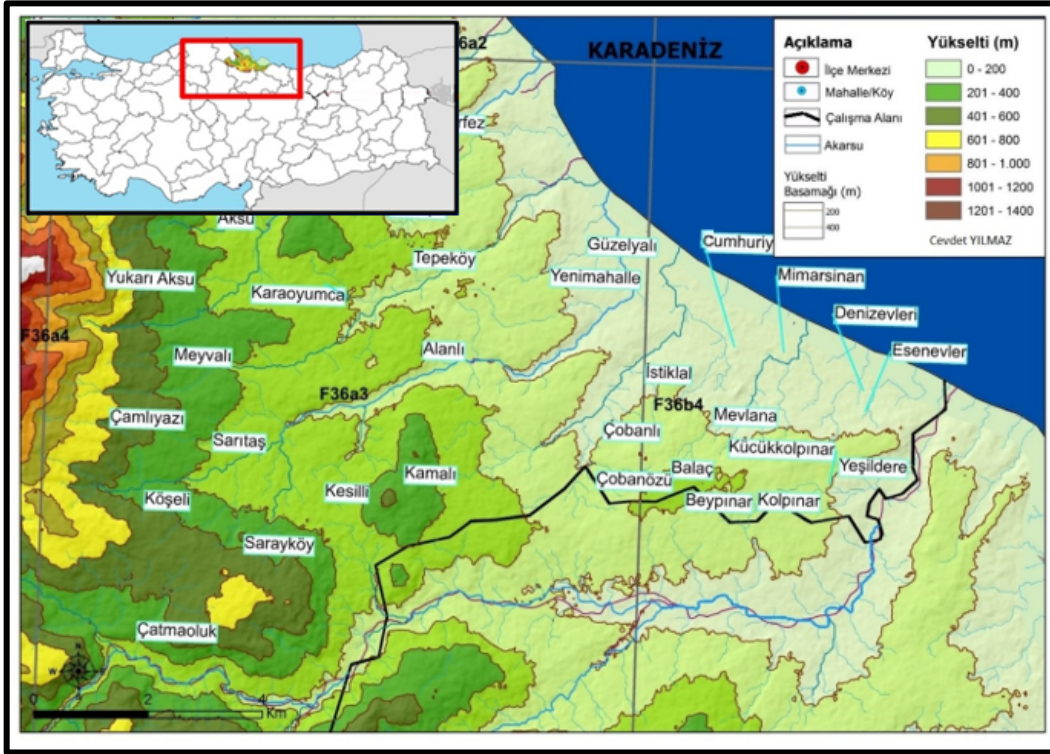 6a2
KARADENİZ
Açıklama
İlçe Merkezi
Mahalle/Köy
Çalışma Alanı
Akarsu
Yükselti
Basamağı (m)
200
400
Yükselti (m)
0 - 200
201 - 400
401 - 600
601 - 800
801 - 1.000
1001 - 1200
1201 - 1400
Cevdet YILMAZ
rfez
Aksu
Güzelyalı
Cumhuriy
Tepeköy
Yukarı Aksu
Karaoyumca
Yenimahalle
Mimarsinan
Denizevleri
F36a4
Meyvalı
Alanlı
Esenevler
İstiklal
F36a3
F36b4
Çamlıyazı
Mevlana
Sarıtaş
Çobanlı
Kücükkolpınar
Kamalı
Balaç
Yeşildere
Köşeli
Kesilli
Çobanözü
Beypınar
Kolpınar
Sarayköy
Çatmaoluk
W
0
2
4
Km